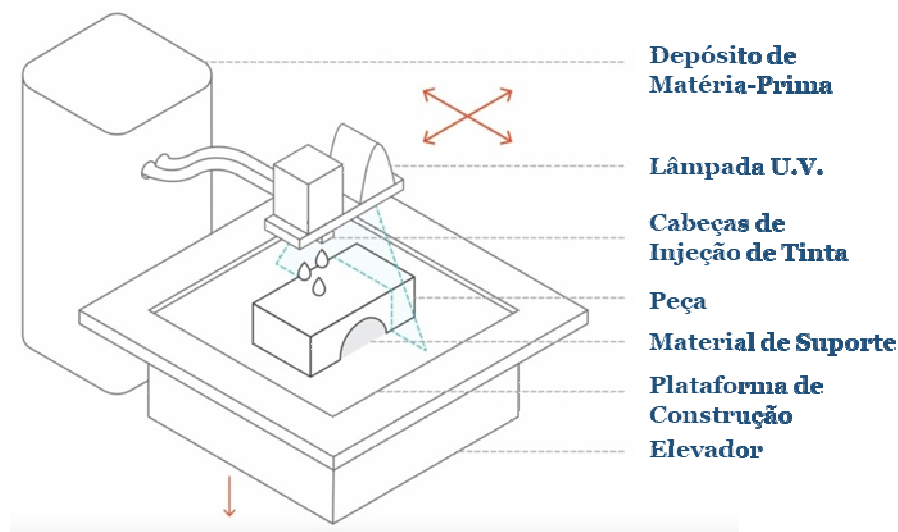 Depósito de
Matéria-Prima
Lâmpada U.V.
Cabeças de
Injeção de Tinta
Peça
Material de Suporte
Plataforma de
Construção
Elevador